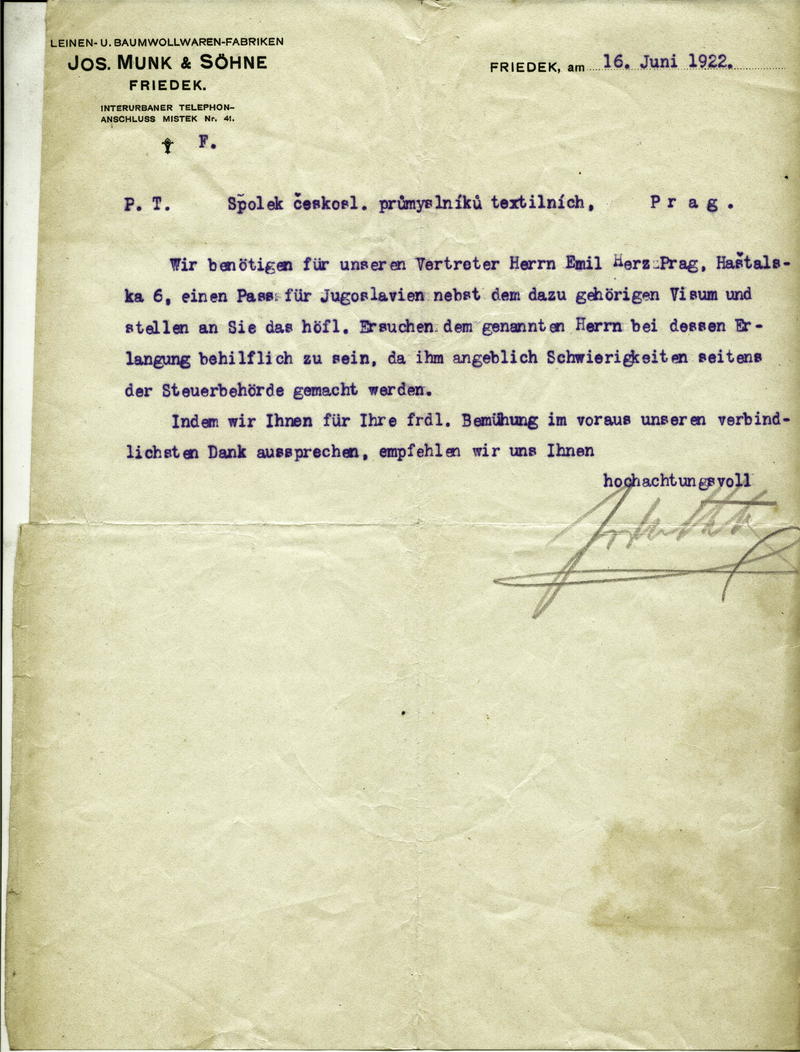 LEINEN- U. BAUMWOLLWAREN-FABRIKEN
JOS. MUNK & SÖHNE
FRIEDEK.
INTERURBANER TELEPHON-
ANSCHLUSS MISTEK Nr. 41.
F.
FRIEDEK, am 16. Juni 1922.
P. T. Spolek českosl. průmyslníků textilních, Prag.
Wir benötigen für unseren Vertreter Herrn Emil Herz-Prag, Haštals-
ka 6, einen Pass für Jugoslavien nebst dem dazu gehörigen Visum und
stellen an Sie das höfl. Ersuchen dem genannten Herrn bei dessen Er-
langung behilflich zu sein, da ihm angeblich Schwierigkeiten seitens
der Steuerbehörde gemacht werden.
Indem wir Ihnen für Ihre frdl. Bemühung im voraus unseren verbind-
lichsten Dank aussprechen, empfehlen wir uns Ihnen
hochachtungsvoll